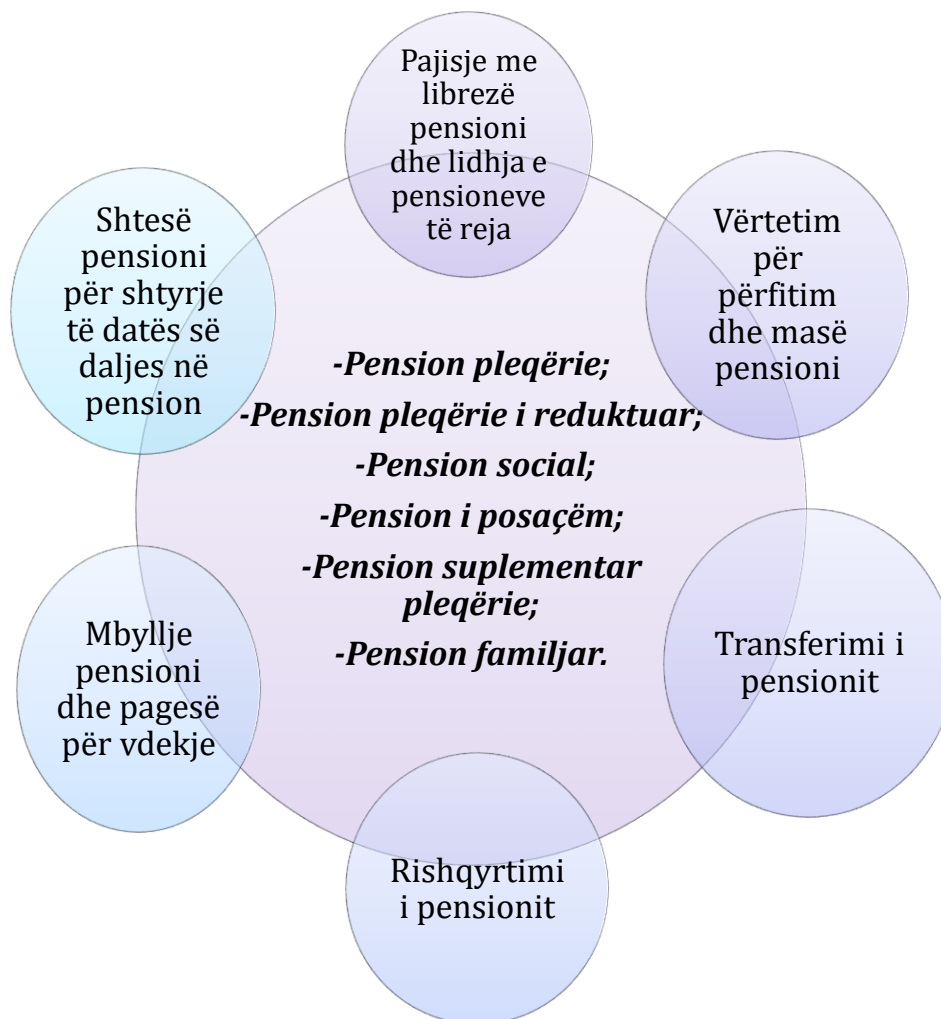 Pajisje me
librezë
pensioni
dhe lidhja e
pensioneve
të reja
Vërtetim
për
përfitim
dhe masë
pensioni
Transferimi i
pensionit
Rishqyrtimi
i pensionit
Mbyllje
pensioni
dhe pagesë
për vdekje
Shtesë
pensioni
për shtyrje
të datës së
daljes në
pension
-Pension pleqërie;
-Pension pleqërie i reduktuar;
-Pension social;
-Pension i posaçëm;
-Pension suplementar
pleqërie;
-Pension familjar.